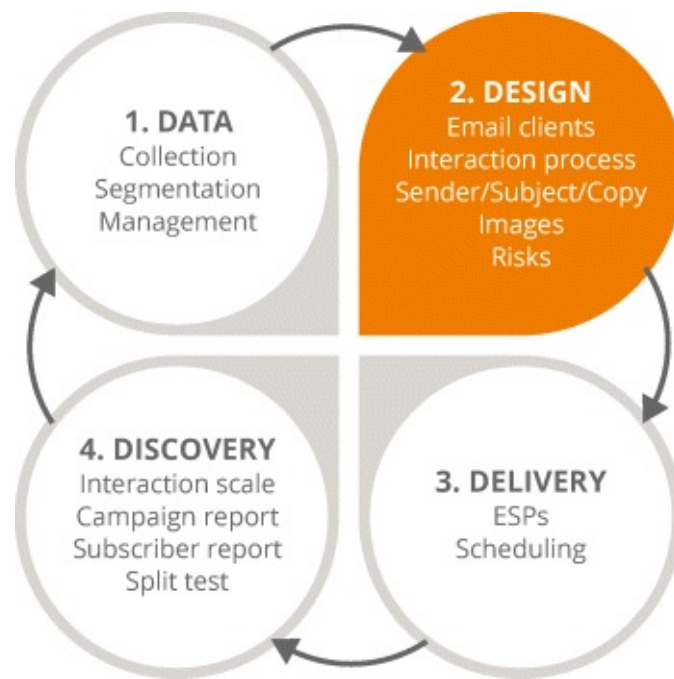 1. DATA
Collection
Segmentation
Management
2. DESIGN
Email clients
Interaction process
Sender/Subject/Copy
Images
Risks
3. DELIVERY
ESPs
Scheduling
4. DISCOVERY
Interaction scale
Campaign report
Subscriber report
Split test